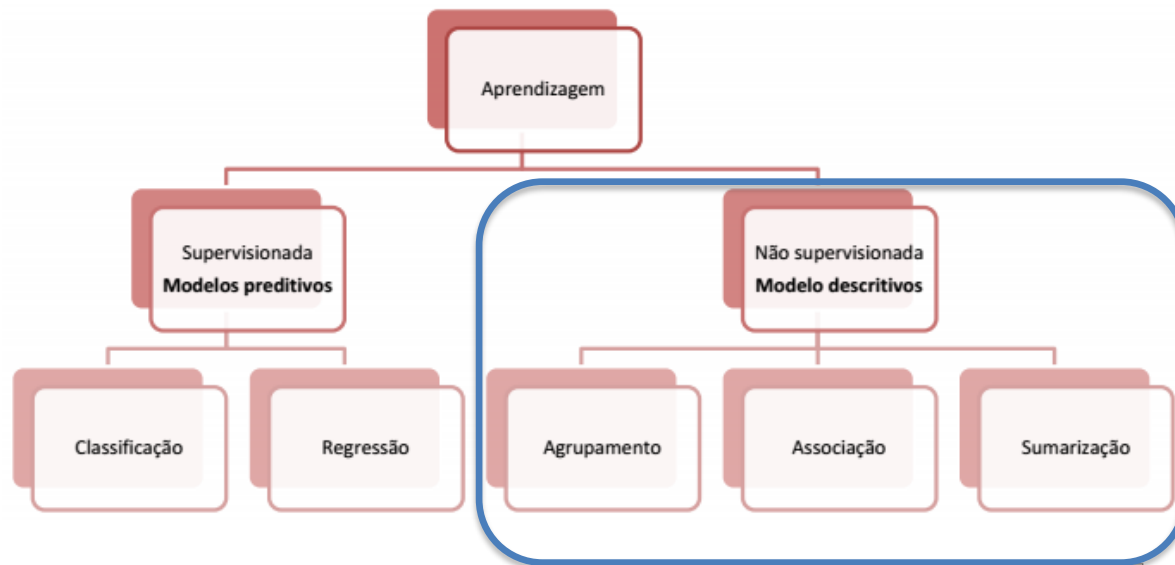 Aprendizagem
Supervisionada
Modelos preditivos
Não supervisionada
Modelo descritivos
Classificação
Regressão
Agrupamento
Associação
Sumarização